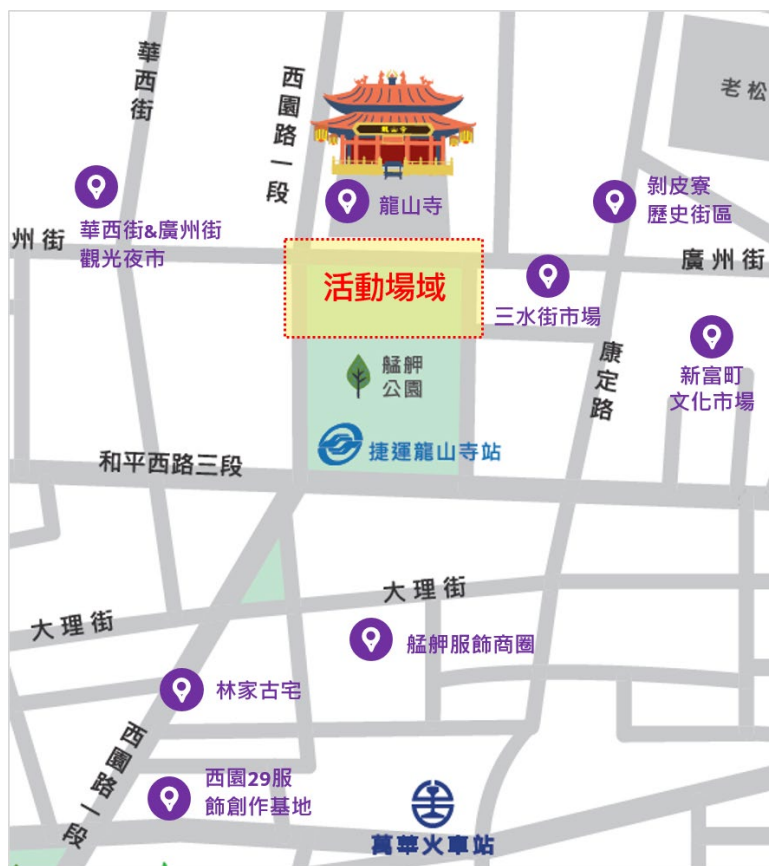 華西街
西園路一段
老松
龍山寺
龍山寺
剝皮寮
歷史街區
華西街&廣州街
觀光夜市
州街
廣州街
活動場域
三水街市場
艋舺
公園
康定路
新富町
文化市場
捷運龍山寺站
和平西路三段
大理街
大理街
艋舺服飾商圈
林家古宅
西園路一段
西園29服
飾創作基地
萬華火車站